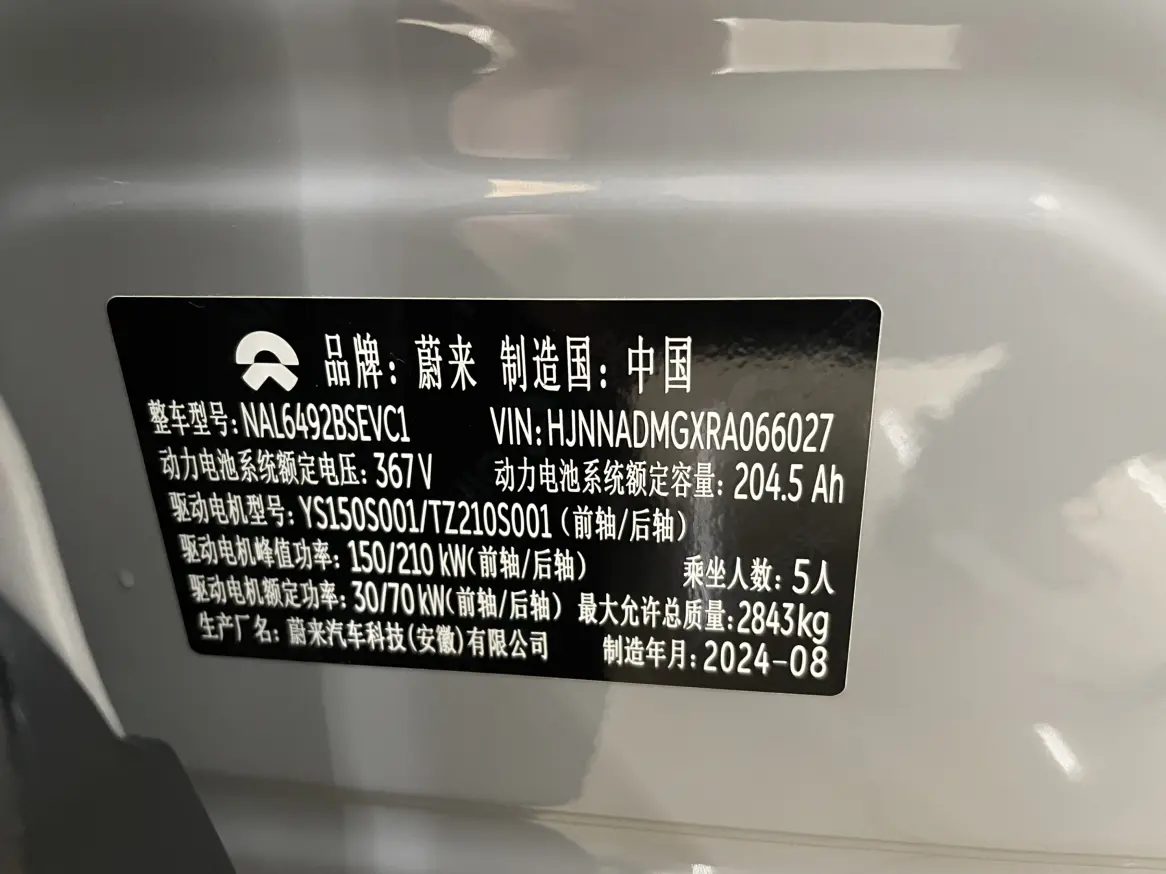 品牌：蔚来 制造国：中国
整车型号：NAL6492BSEVC1 VIN：HJNNADMGXRA066027
动力电池系统额定电压：367V 动力电池系统额定容量：204.5 Ah
驱动电机型号：YS150S001/TZ210S001（前轴/后轴）
驱动电机峰值功率：150/210 kW(前轴/后轴) 乘坐人数：5人
驱动电机额定功率：30/70kW(前轴/后轴) 最大允许总质量：2843kg
生产厂名：蔚来汽车科技(安徽)有限公司 制造年月：2024-08